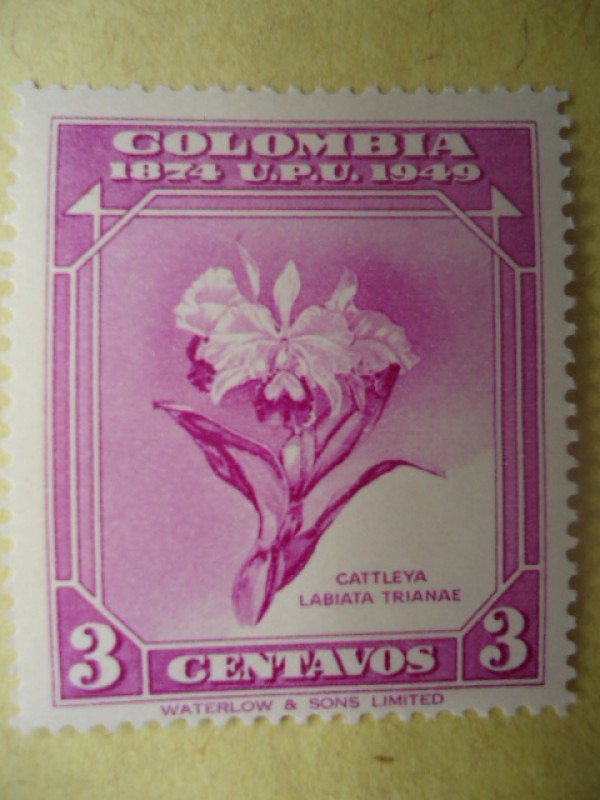 COLOMBIA
1874 U.P.U. 1949
CATTLEYA
LABIATA TRIANAE
3 CENTAVOS 3
WATERLOW & SONS LIMITED